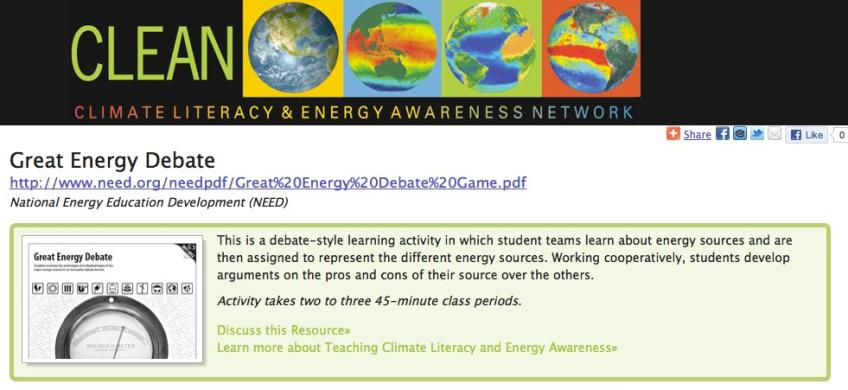 CLEAN
CLIMATE LITERACY & ENERGY AWARENESS NETWORK
Share
Like
0
Great Energy Debate
http://www.need.org/needpdf/Great%20Energy%20Debate%20Game.pdf
National Energy Education Development (NEED)
Great Energy Debate
This is a debate-style learning activity in which student teams learn about energy sources and are
then assigned to represent the different energy sources. Working cooperatively, students develop
arguments on the pros and cons of their source over the others.
Activity takes two to three 45-minute class periods.
Discuss this Resource»
Learn more about Teaching Climate Literacy and Energy Awareness»